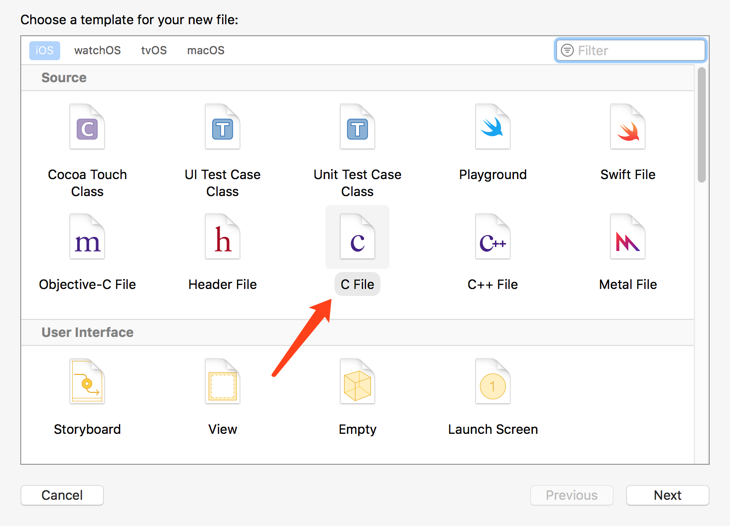 Choose a template for your new file:
iOS watchOS tvOS macOS Filter
Source
C T T
Cocoa Touch Class UI Test Case Class Unit Test Case Class Playground Swift File
m h c c++
Objective-C File Header File C File C++ File Metal File
User Interface
1
Storyboard View Empty Launch Screen
Cancel Previous Next